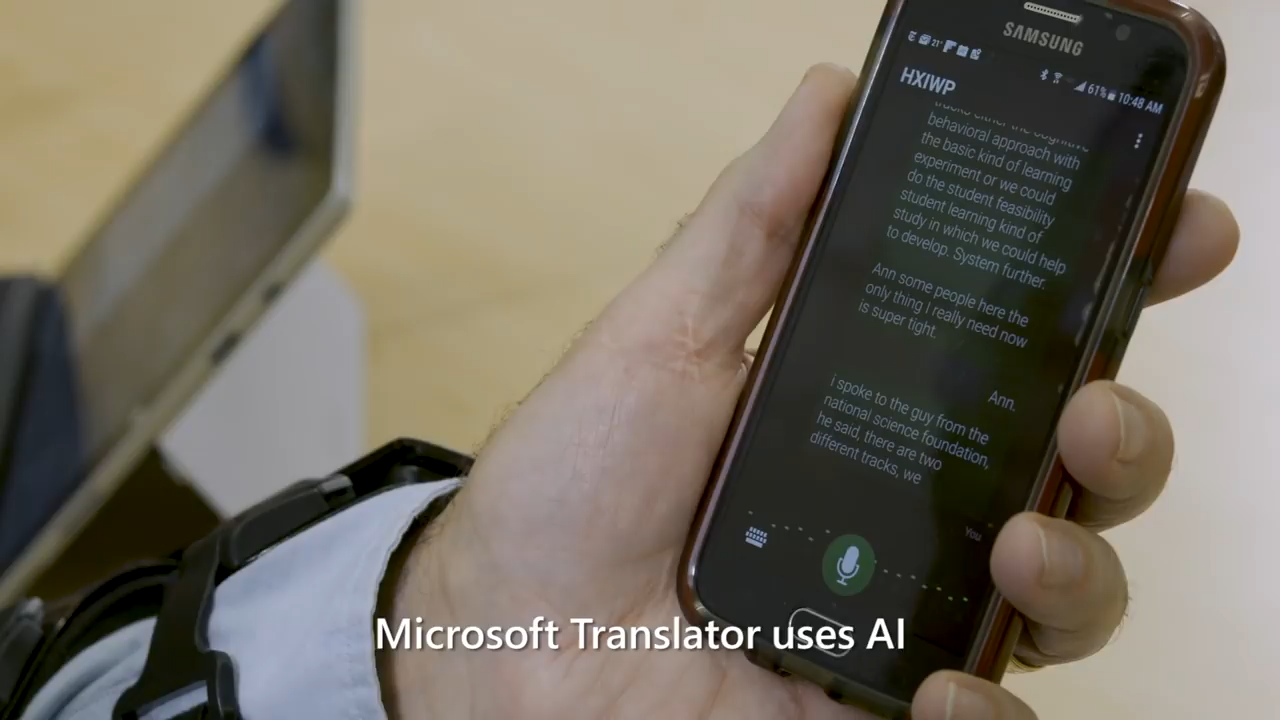 SAMSUNG
61% 10:48 AM
HXIWP
tracks either the cognitive
behavioral approach with
the basic kind of learning
experiment or we could
do the student feasibility
student learning kind of
study in which we could help
to develop. System further.
Ann some people here the
only thing I really need now
is super tight.
Ann.
i spoke to the guy from the
national science foundation,
he said, there are two
different tracks, we
You
Microsoft Translator uses AI